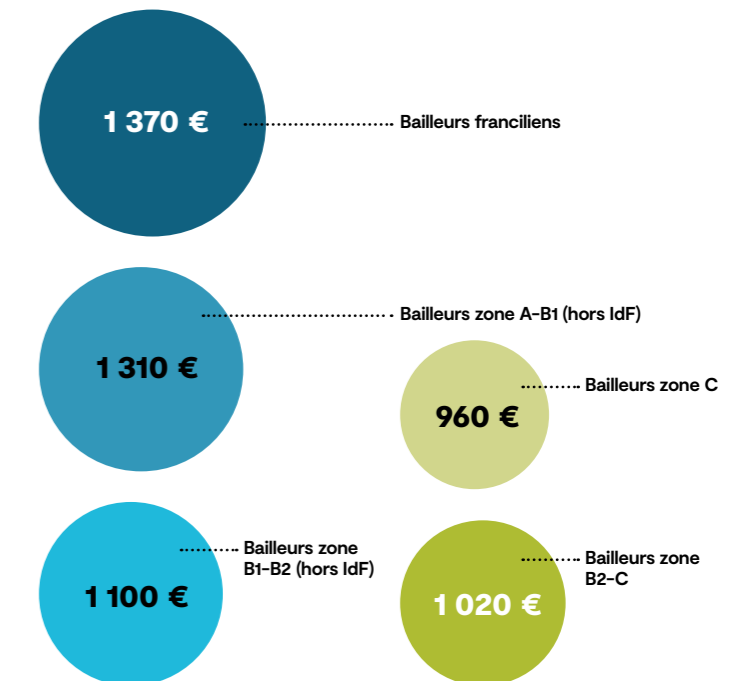 1 370 €
Bailleurs franciliens
1 310 €
Bailleurs zone A-B1 (hors IdF)
960 €
Bailleurs zone C
1 100 €
Bailleurs zone
B1-B2 (hors IdF)
1 020 €
Bailleurs zone
B2-C